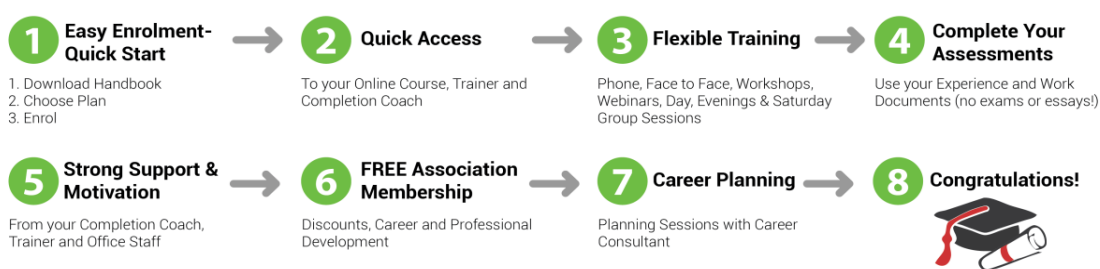 1 Easy Enrolment-
Quick Start
1. Download Handbook
2. Choose Plan
3. Enrol
2 Quick Access
To your Online Course, Trainer and
Completion Coach
3 Flexible Training
Phone, Face to Face, Workshops,
Webinars, Day, Evenings & Saturday
Group Sessions
4 Complete Your
Assessments
Use your Experience and Work
Documents (no exams or essays!)
5 Strong Support &
Motivation
From your Completion Coach,
Trainer and Office Staff
6 FREE Association
Membership
Discounts, Career and Professional
Development
7 Career Planning
Planning Sessions with Career
Consultant
8 Congratulations!